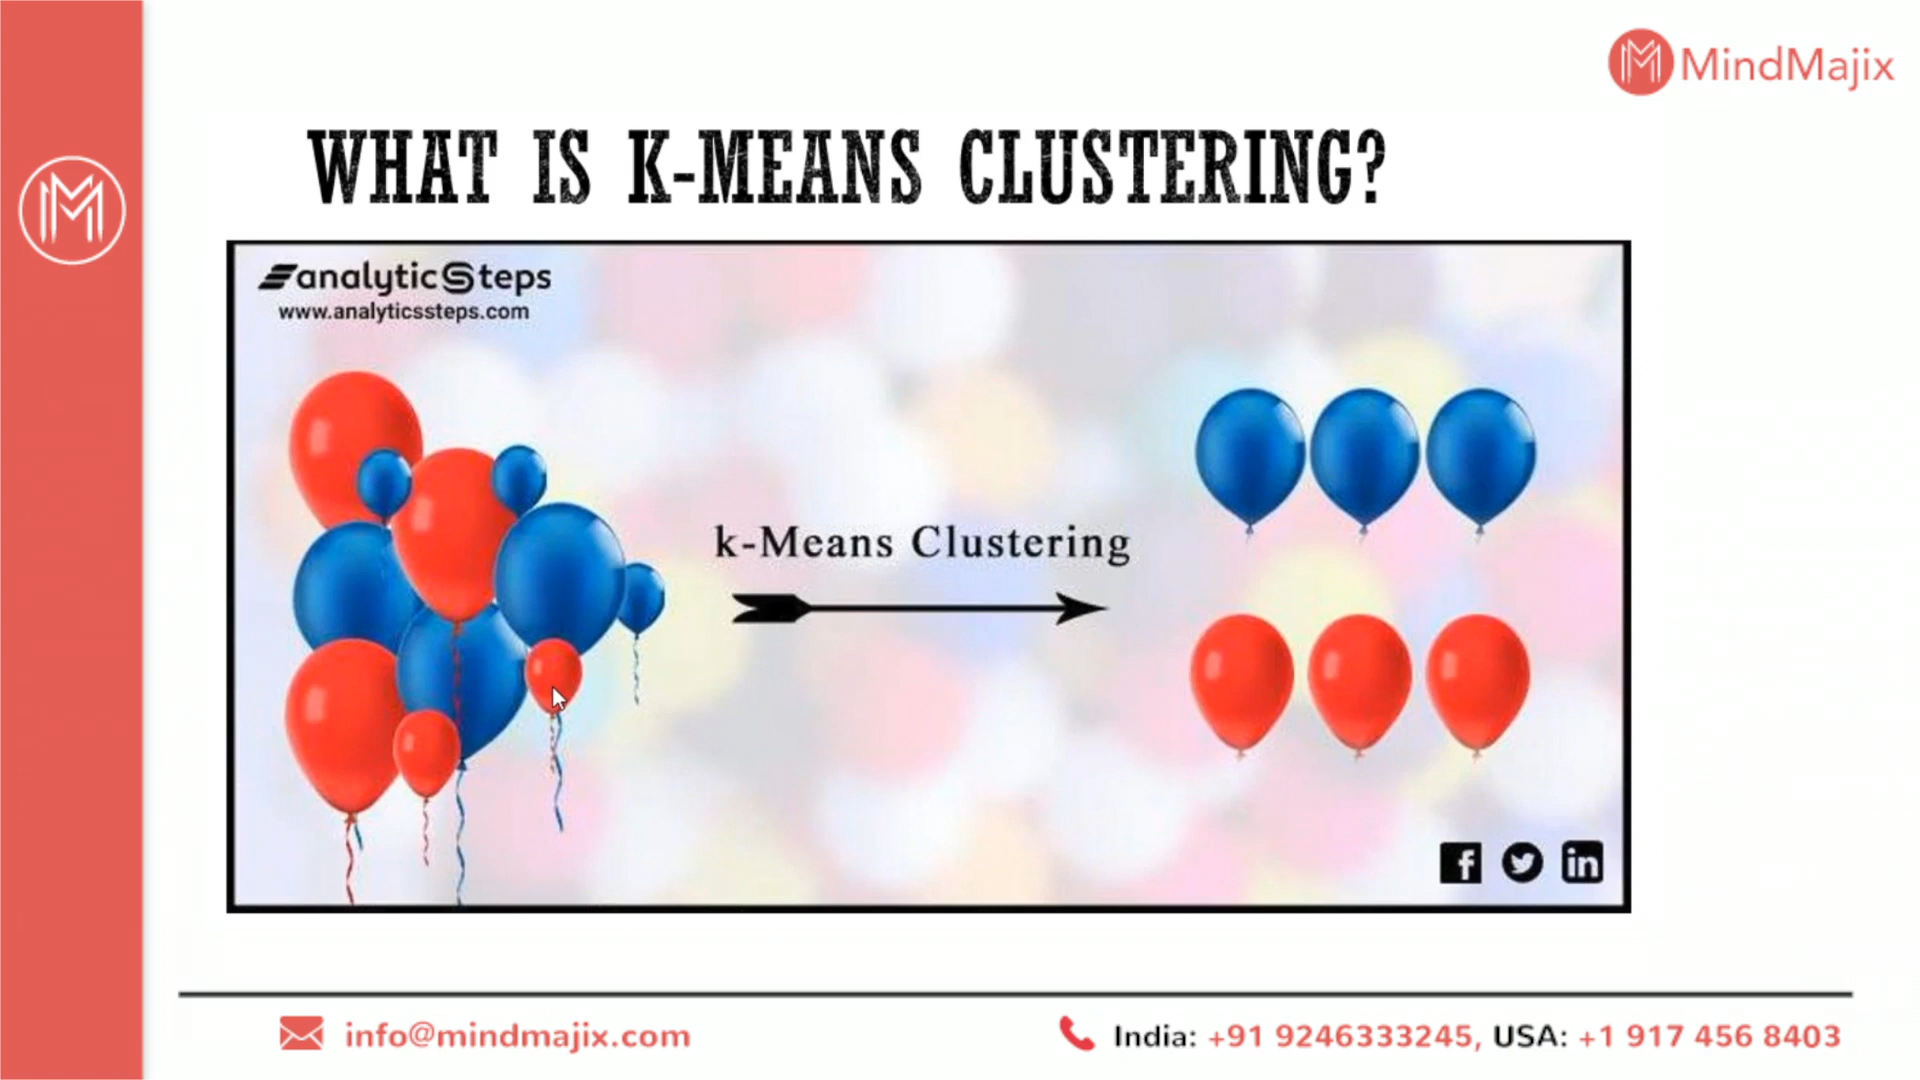 MindMajix
WHAT IS K-MEANS CLUSTERING?
analyticSteps
www.analyticssteps.com
k-Means Clustering
info@mindmajix.com
India: +91 9246333245, USA: +1 917 456 8403